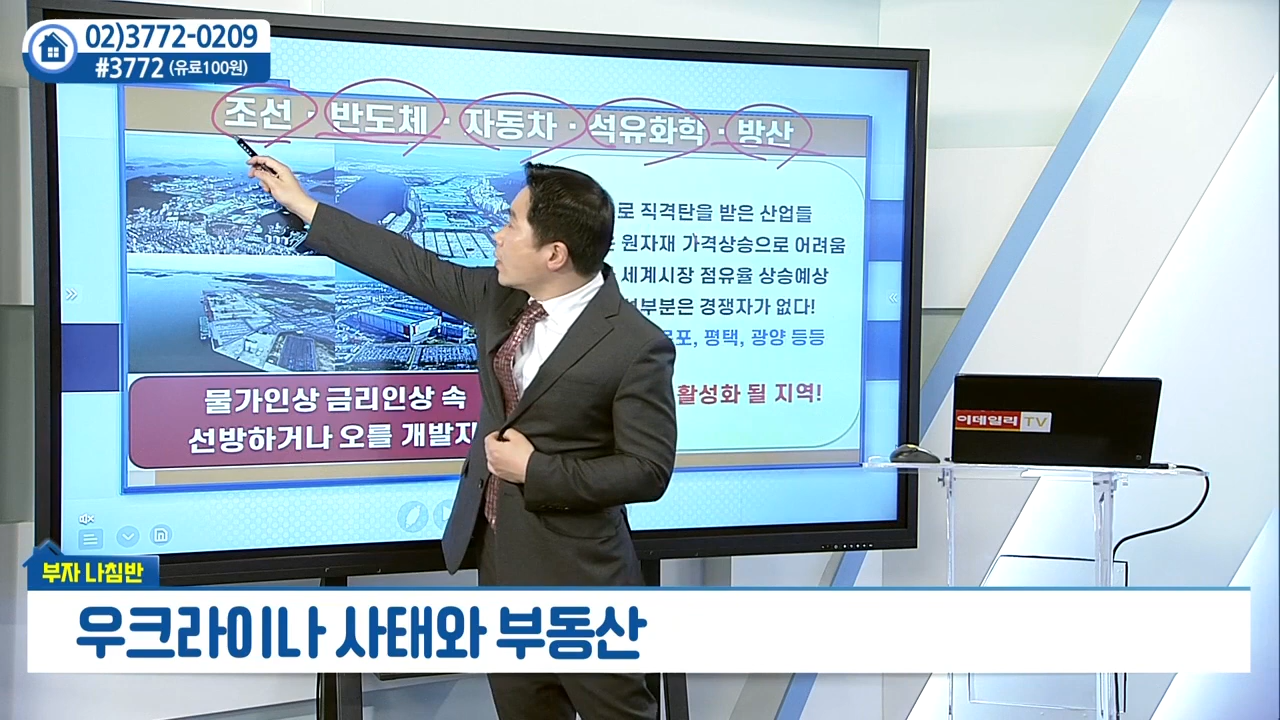 02)3772-0209
#3772 (유료100원)
조선 · 반도체 · 자동차 · 석유화학 · 방산
로 직격탄을 받은 산업들
원자재 가격상승으로 어려움
세계시장 점유율 상승예상
부분은 경쟁자가 없다!
평택, 광양 등등
활성화 될 지역!
물가인상 금리인상 속
선방하거나 오를 개발지
이데일리TV
부자 나침반
우크라이나 사태와 부동산